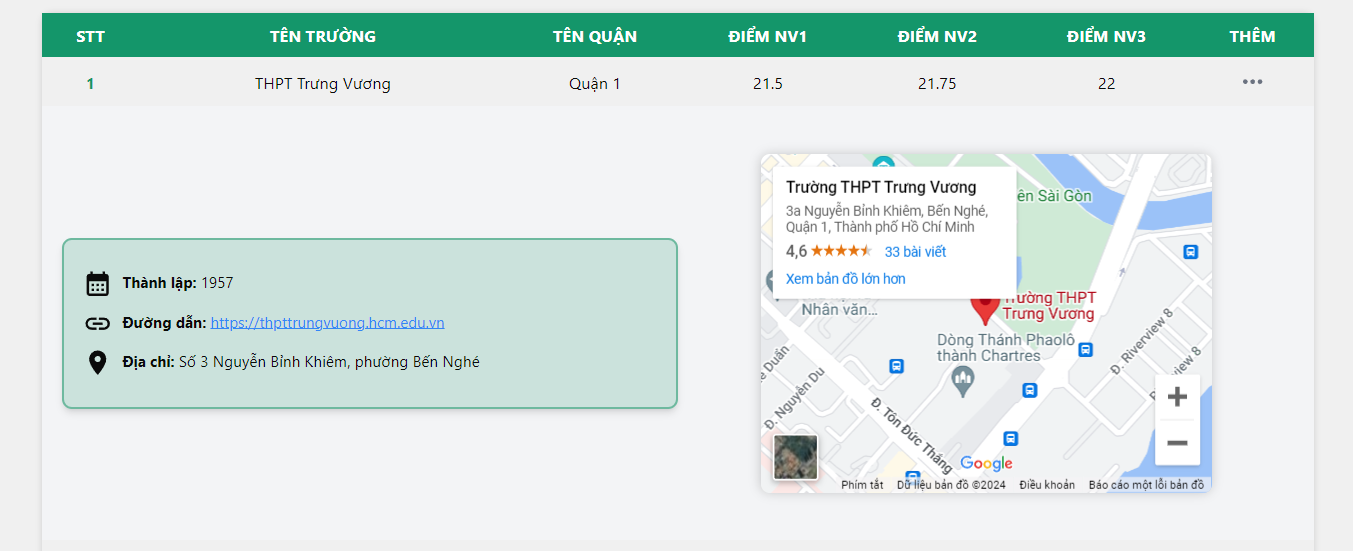 STT TÊN TRƯỜNG TÊN QUẬN ĐIỂM NV1 ĐIỂM NV2 ĐIỂM NV3 THÊM
1 THPT Trưng Vương Quận 1 21.5 21.75 22
Thành lập: 1957
Đường dẫn: https://thpttrungvuong.hcm.edu.vn
Địa chỉ: Số 3 Nguyễn Bỉnh Khiêm, phường Bến Nghé
Trường THPT Trưng Vương
3a Nguyễn Bỉnh Khiêm, Bến Nghé,
Quận 1, Thành phố Hồ Chí Minh
4,6 33 bài viết
Xem bản đồ lớn hơn
ên Sài Gòn
Nhân văn...
Trường THPT
Trưng Vương
Dòng Thánh Phaolô
thành Chartres
e Duẩn
Đ. Nguyễn Du
Đ. Tôn Đức Thắng
Đ. Riverview 8
view 8
Google
Phím tắt Dữ liệu bản đồ ©2024 Điều khoản Báo cáo một lỗi bản đồ